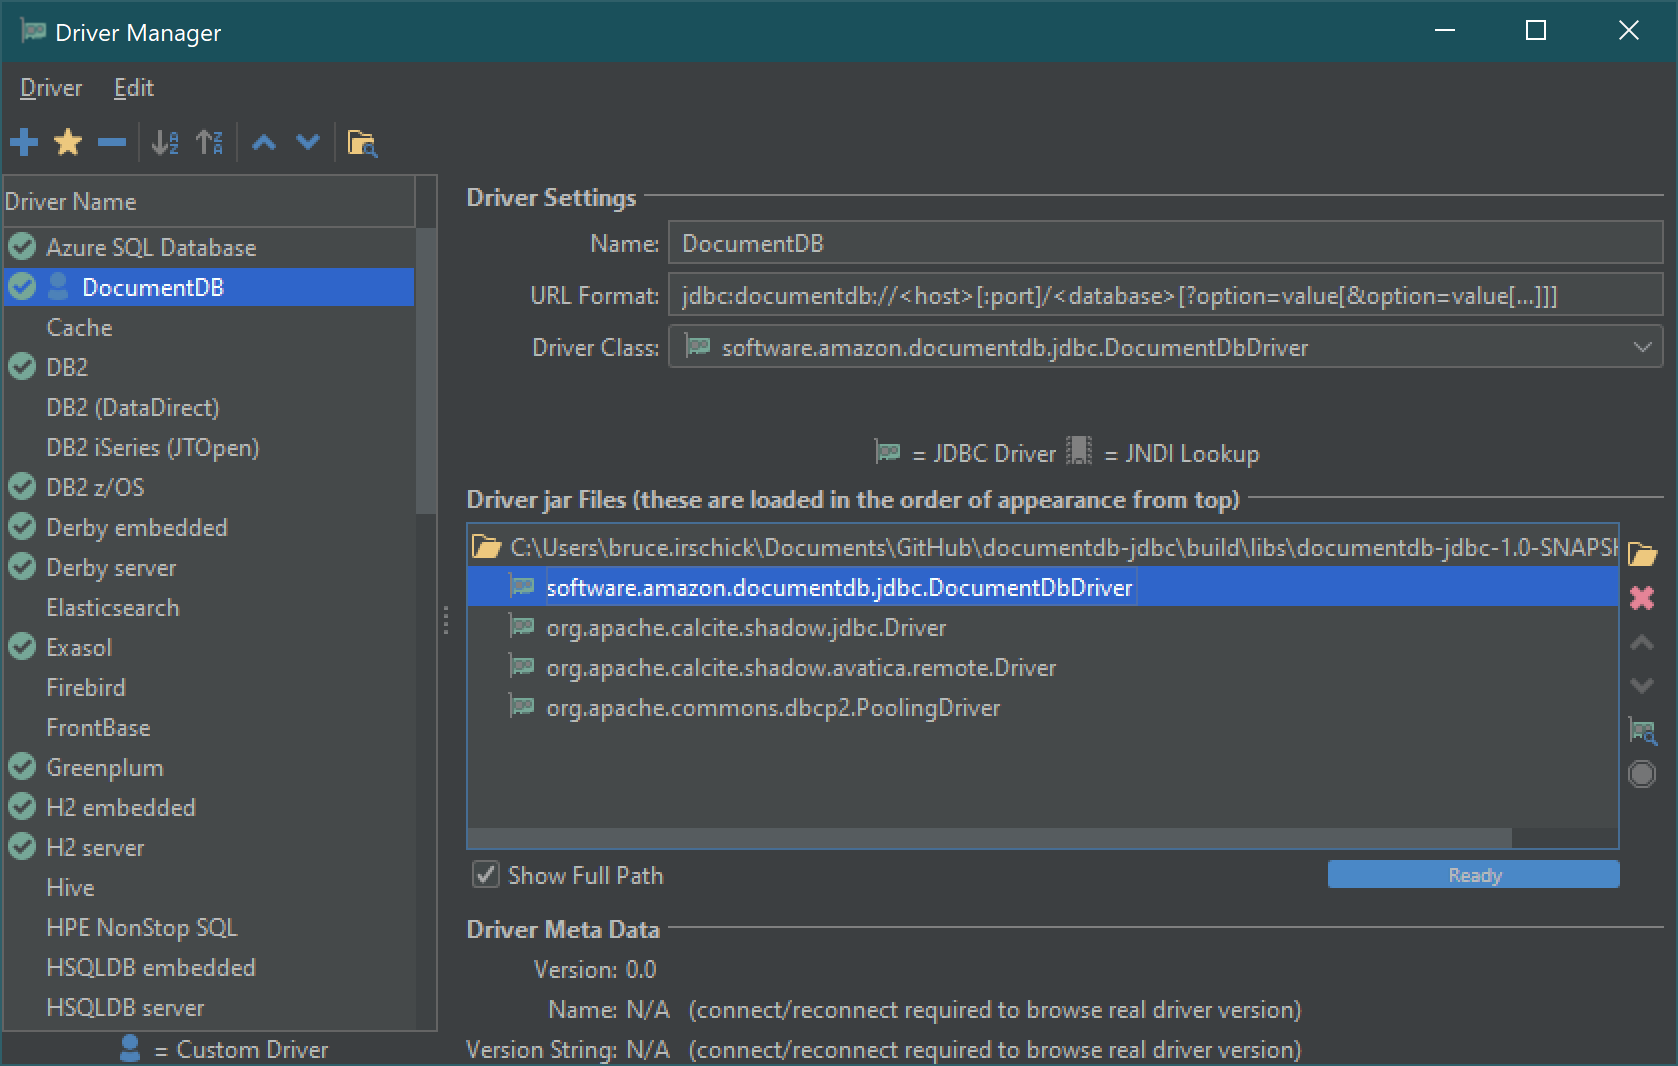 Driver Manager
Driver Edit
Driver Name
Azure SQL Database
DocumentDB
Cache
DB2
DB2 (DataDirect)
DB2 iSeries (JTOpen)
DB2 z/OS
Derby embedded
Derby server
Elasticsearch
Exasol
Firebird
FrontBase
Greenplum
H2 embedded
H2 server
Hive
HPE NonStop SQL
HSQLDB embedded
HSQLDB server
= Custom Driver
Driver Settings
Name: DocumentDB
URL Format: jdbc:documentdb://<host>[:port]/<database>[?option=value[&option=value[...]]]
Driver Class: software.amazon.documentdb.jdbc.DocumentDbDriver
= JDBC Driver = JNDI Lookup
Driver jar Files (these are loaded in the order of appearance from top)
C:\Users\bruce.irschick\Documents\GitHub\documentdb-jdbc\build\libs\documentdb-jdbc-1.0-SNAPSH
software.amazon.documentdb.jdbc.DocumentDbDriver
org.apache.calcite.shadow.jdbc.Driver
org.apache.calcite.shadow.avatica.remote.Driver
org.apache.commons.dbcp2.PoolingDriver
Show Full Path
Ready
Driver Meta Data
Version: 0.0
Name: N/A (connect/reconnect required to browse real driver version)
Version String: N/A (connect/reconnect required to browse real driver version)